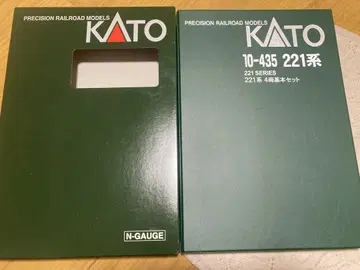 PRECISION RAILROAD MODELS
KATO
N-GAUGE
PRECISION RAILROAD MODELS
KATO
10-435 221系
221 SERIES
221系 4両基本セット